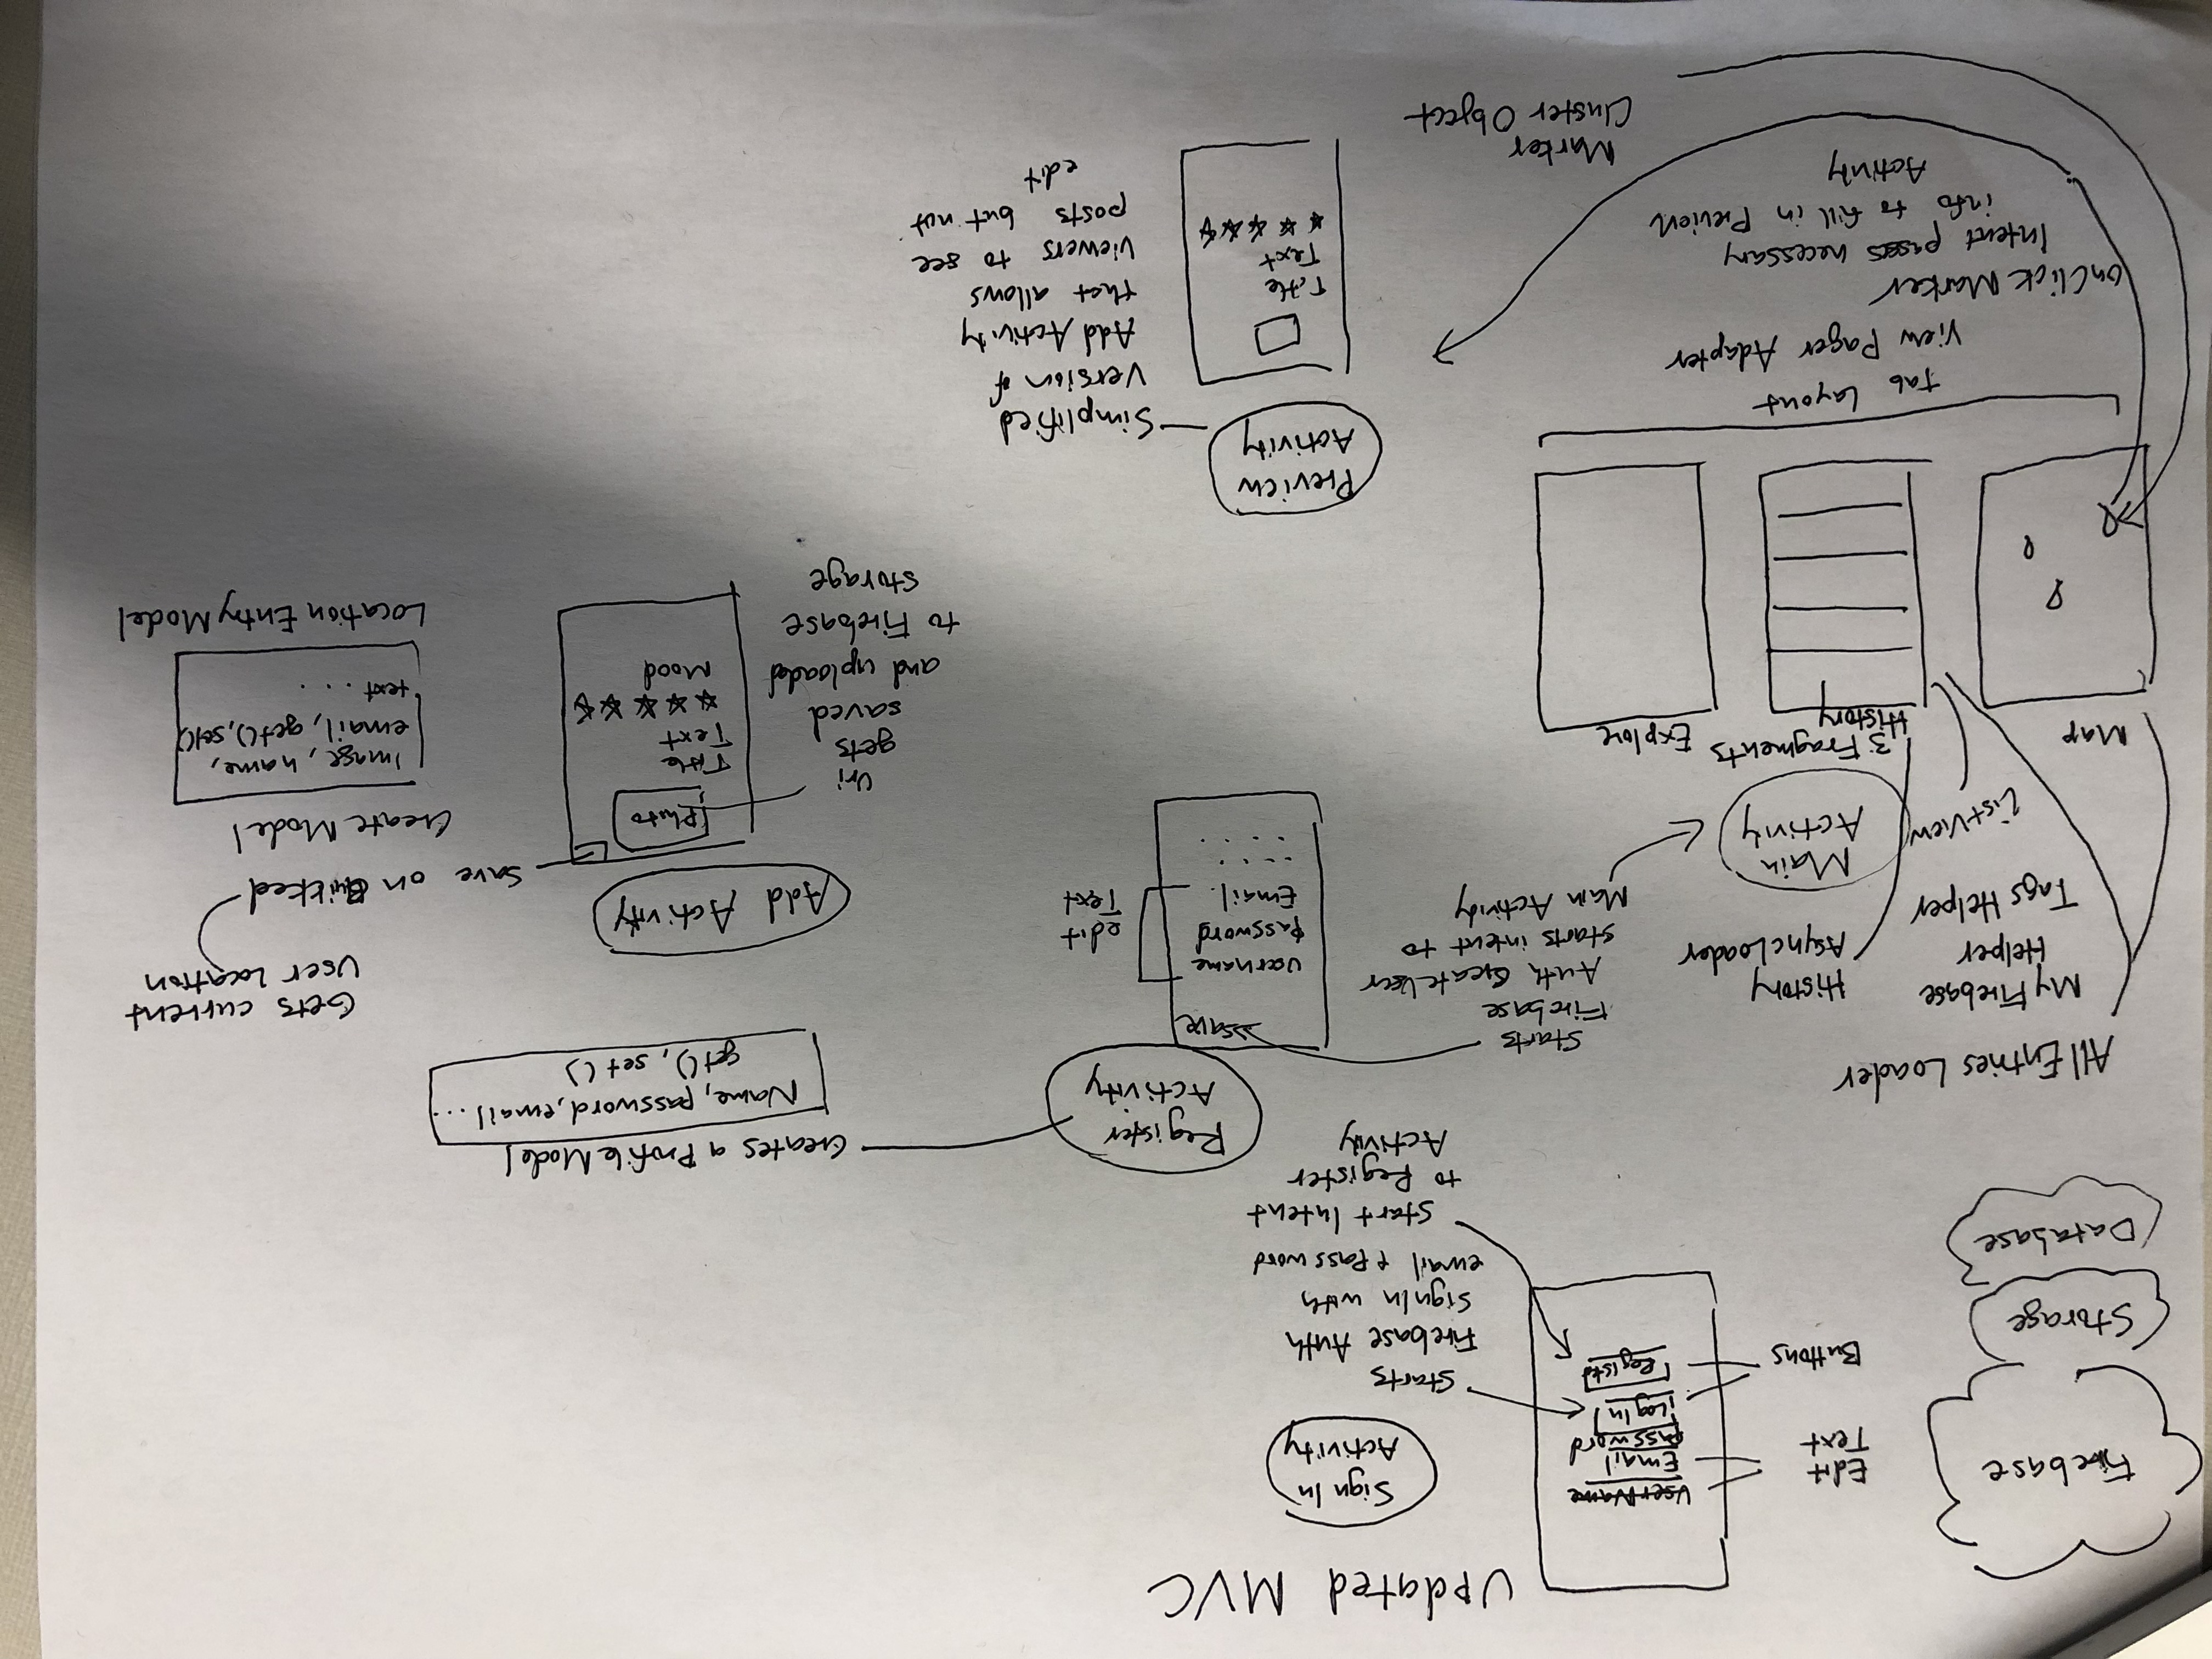 Updated MVC
Firebase
Storage
Database
Edit
Text
Buttons
UserName
Email
password
Log In
Register
Sign In
Activity
Starts
Firebase Auth
SignIn with
email + Password
Start Intent
to Register
Activity
Register
Activity
Creates a Profile Model
Name, password, email ...
get(), set()
Starts
Firebase
Auth CreateUser
starts intent to
Main Activity
save
Username
Password
Email.
. . . .
. . . .
edit
Text
All Entries Loader
My Firebase
Helper
Tags Helper
History
AsyncLoader
ListView
Main
Activity
3 Fragments
Map
History
Explore
Tab Layout
View Pager Adapter
onClick Marker
Intent passes necessary
info to fill in Preview
Activity
Marker
Cluster Object
Preview
Activity
Title
Text
Simplified
Version of
Add Activity
that allows
viewers to see
posts but not
edit
Add Activity
Gets current
User Location
Save on
Photo
Title
Text
Mood
Uri
gets
saved
and uploaded
to Firebase
storage
Create Model
Image, name,
email, get(), set()
text . . .
Location Entry Model